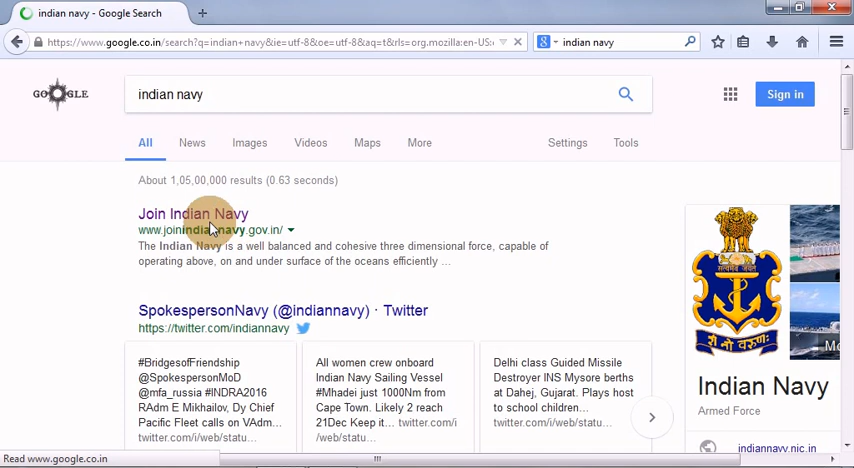 indian navy - Google Search
https://www.google.co.in/search?q=indian+navy&ie=utf-8&oe=utf-8&aq=t&rls=org.mozilla:en-US:
indian navy
GO GLE
indian navy
Sign in
All News Images Videos Maps More Settings Tools
About 1,05,00,000 results (0.63 seconds)
Join Indian Navy
www.joinindiannavy.gov.in/
The Indian Navy is a well balanced and cohesive three dimensional force, capable of
operating above, on and under surface of the oceans efficiently ...
SpokespersonNavy (@indiannavy) · Twitter
https://twitter.com/indiannavy
#BridgesofFriendship
@SpokespersonMoD
@mfa_russia #INDRA2016
RAdm E Mikhailov, Dy Chief
Pacific Fleet calls on VAdm...
twitter.com/i/web/statu...
All women crew onboard
Indian Navy Sailing Vessel
#Mhadei just 1000Nm from
Cape Town. Likely 2 reach
21Dec Keep it ... twitter.com/i
/web/statu...
Delhi class Guided Missile
Destroyer INS Mysore berths
at Dahej, Gujarat. Plays host
to school children...
twitter.com/i/web/statu...
शं नो वरुणः
Mo
Indian Navy
Armed Force
indiannavy.nic.in
Read www.google.co.in